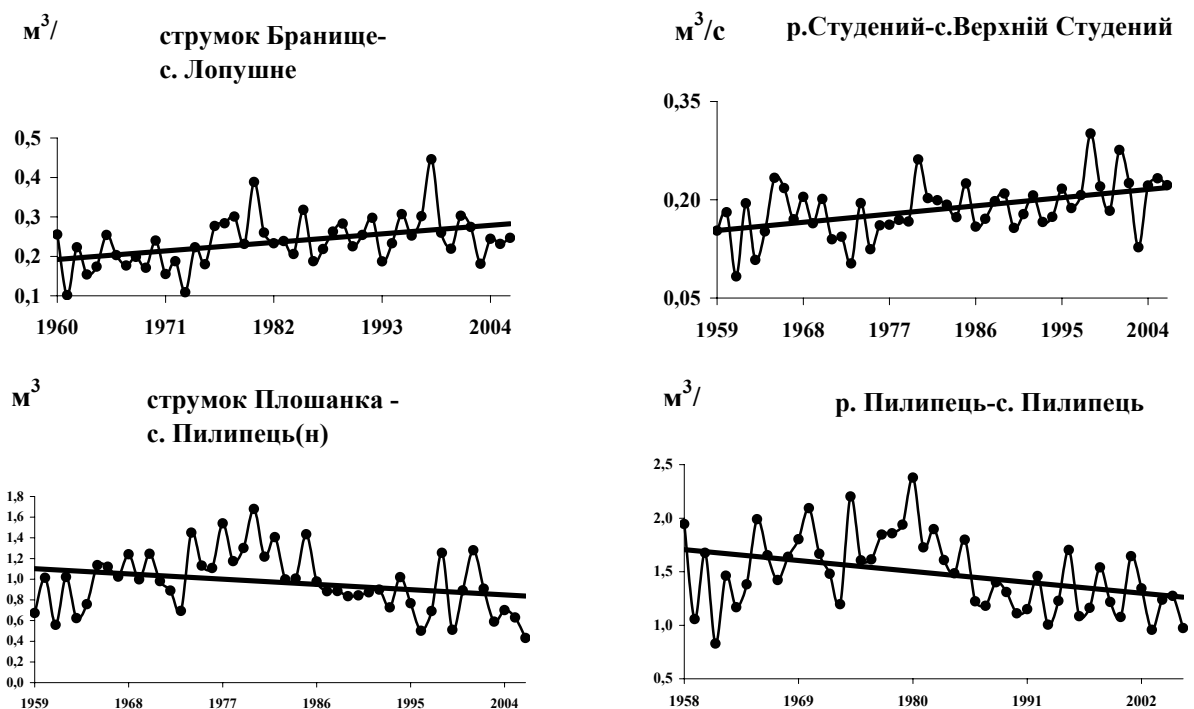 м³/
струмок Бранище-
с. Лопушне
0,5
0,3
0,2
0,1
1960 1971 1982 1993 2004
м³/с
р.Студений-с.Верхній Студений
0,35
0,20
0,05
1959 1968 1977 1986 1995 2004
м³
струмок Плошанка -
с. Пилипець(н)
1,8
1,6
1,4
1,2
1,0
0,8
0,6
0,4
0,2
0,0
1959 1968 1977 1986 1995 2004
м³/
р. Пилипець-с. Пилипець
2,5
2,0
1,5
1,0
0,5
1958 1969 1980 1991 2002